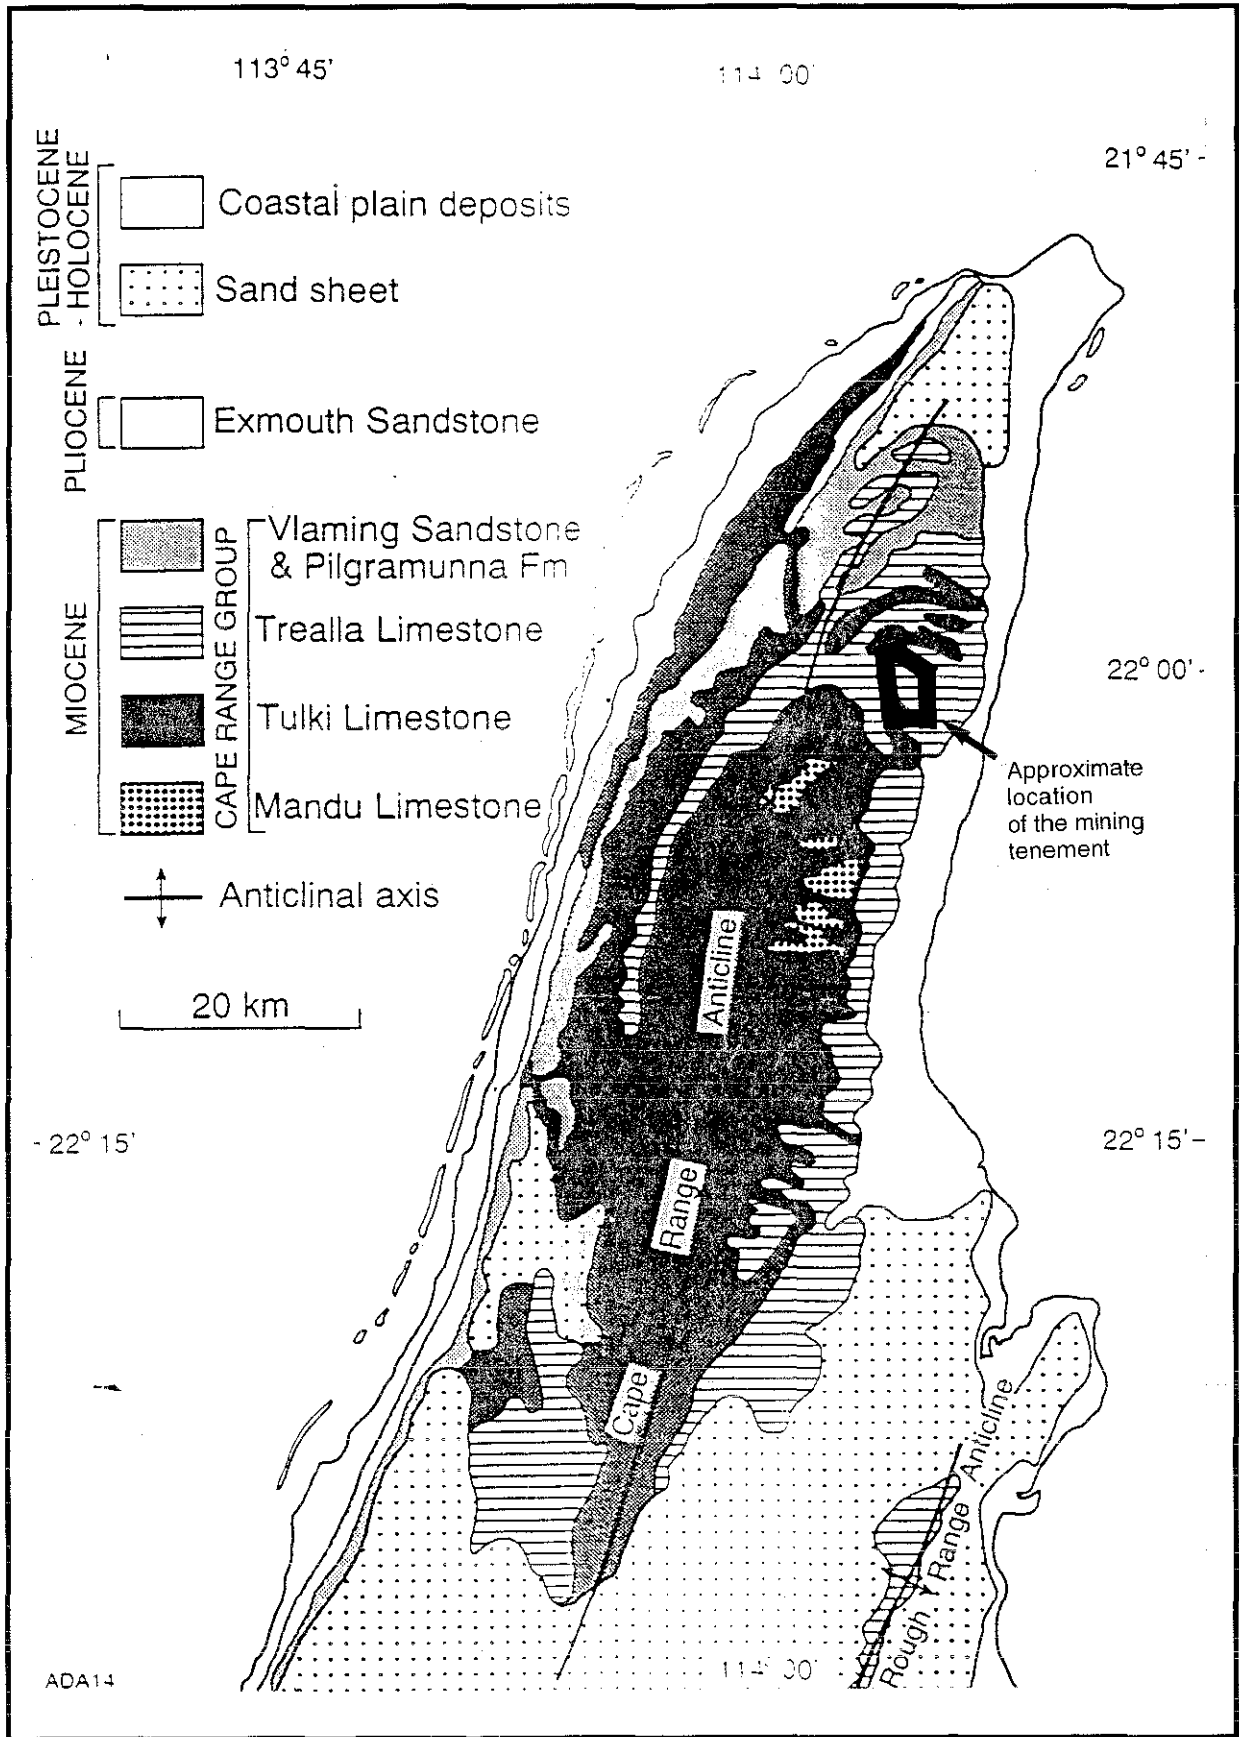 113° 45'
114° 00'
21° 45'
PLEISTOCENE
- HOLOCENE
Coastal plain deposits
Sand sheet
PLIOCENE
Exmouth Sandstone
MIOCENE
CAPE RANGE GROUP
Vlaming Sandstone
& Pilgramunna Fm
Trealla Limestone
Tulki Limestone
Mandu Limestone
Anticlinal axis
20 km
22° 00'
Approximate
location
of the mining
tenement
22° 15'
22° 15'
Cape Range Anticline
Rough Range Anticline
114° 00'
ADA14